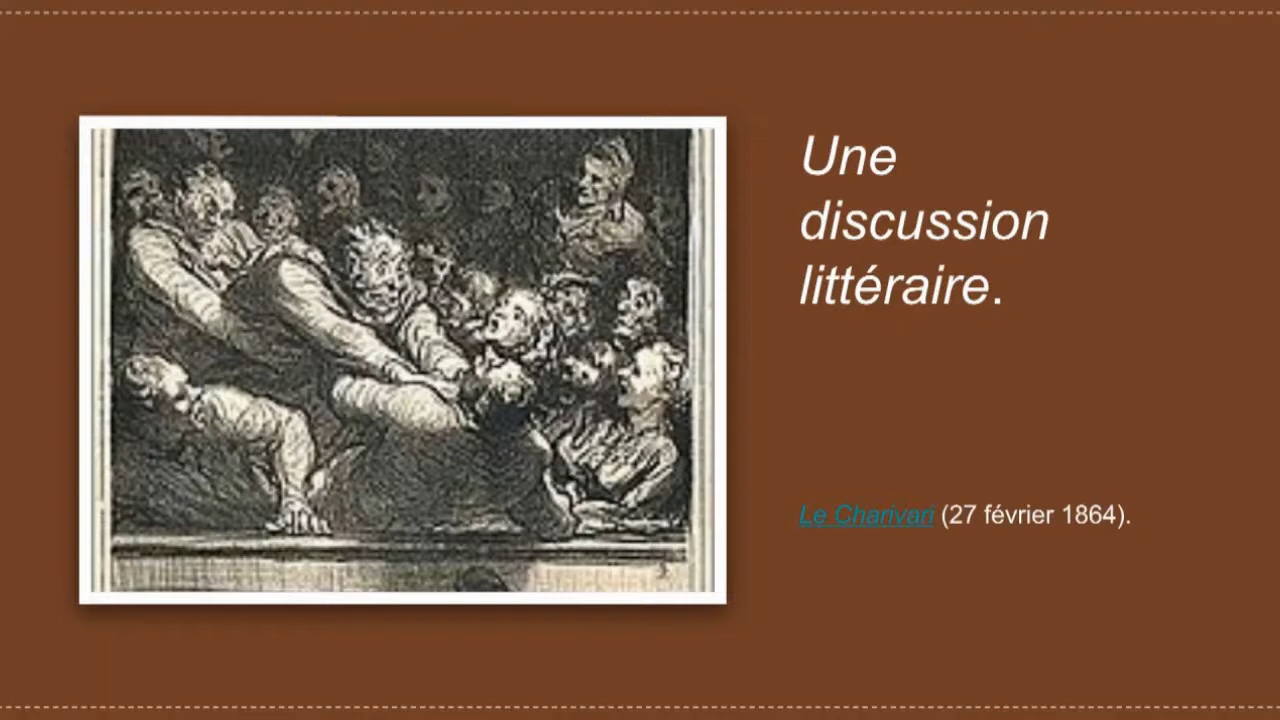 Une
discussion
littéraire.
Le Charivari (27 février 1864).